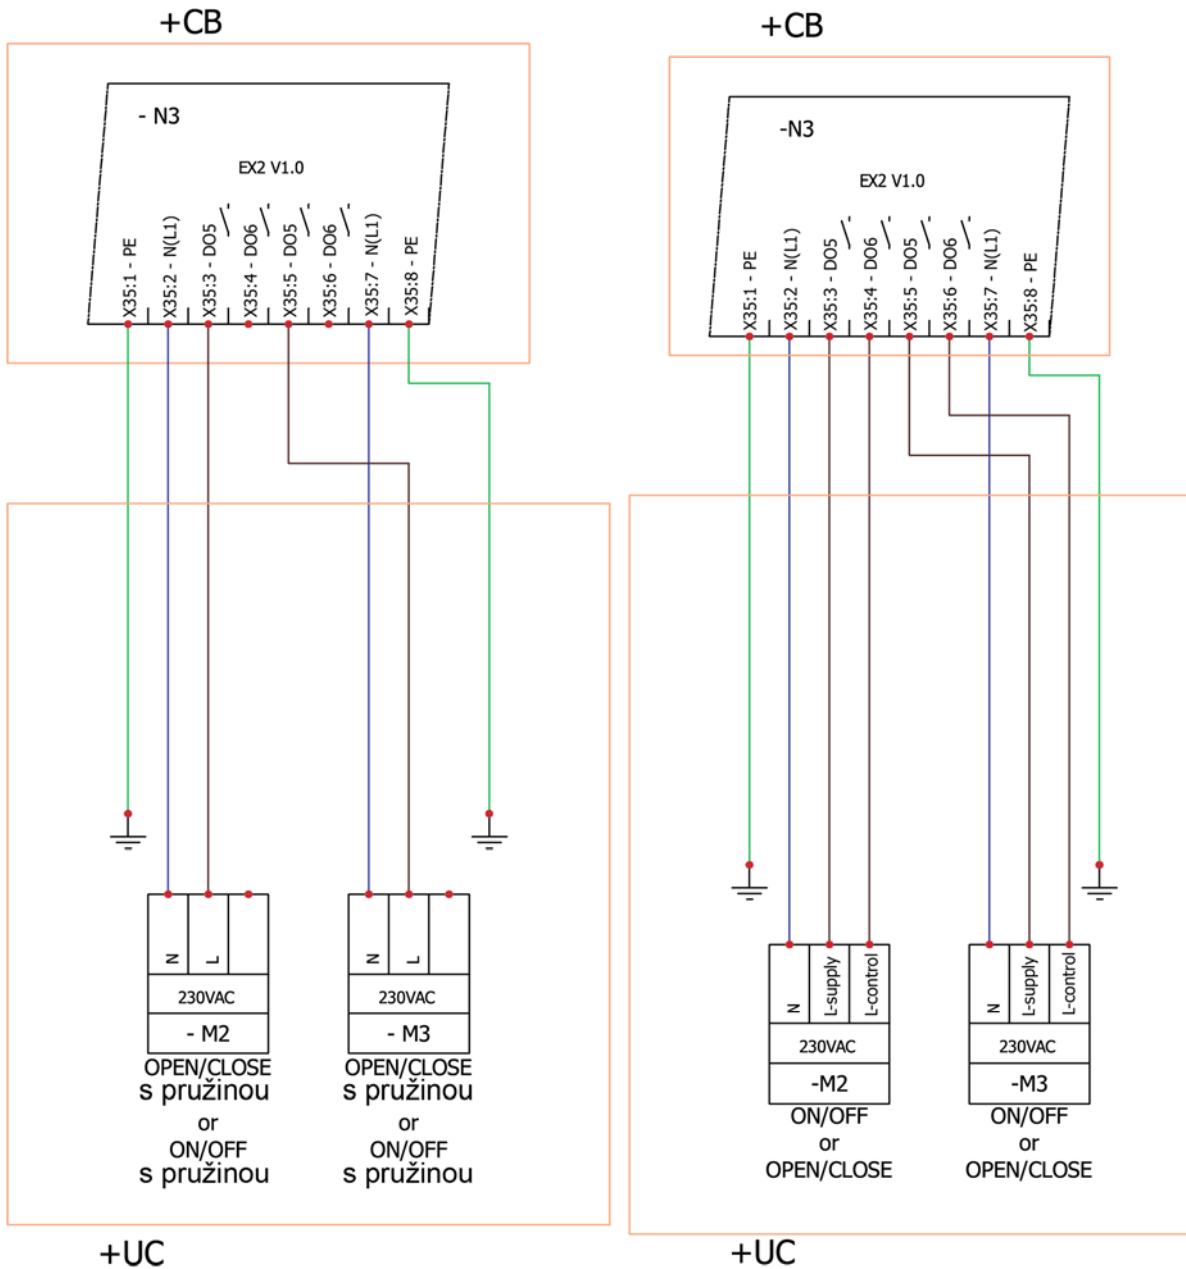 +CB
- N3
EX2 V1.0
X35:1 - PE
X35:2 - N(L1)
X35:3 - DO5
X35:4 - DO6
X35:5 - DO5
X35:6 - DO6
X35:7 - N(L1)
X35:8 - PE
N
L
230VAC
- M2
OPEN/CLOSE
s pružinou
or
ON/OFF
s pružinou
N
L
230VAC
- M3
OPEN/CLOSE
s pružinou
or
ON/OFF
s pružinou
+UC
+CB
-N3
EX2 V1.0
X35:1 - PE
X35:2 - N(L1)
X35:3 - DO5
X35:4 - DO6
X35:5 - DO5
X35:6 - DO6
X35:7 - N(L1)
X35:8 - PE
N
L-supply
L-control
230VAC
-M2
ON/OFF
or
OPEN/CLOSE
N
L-supply
L-control
230VAC
-M3
ON/OFF
or
OPEN/CLOSE
+UC